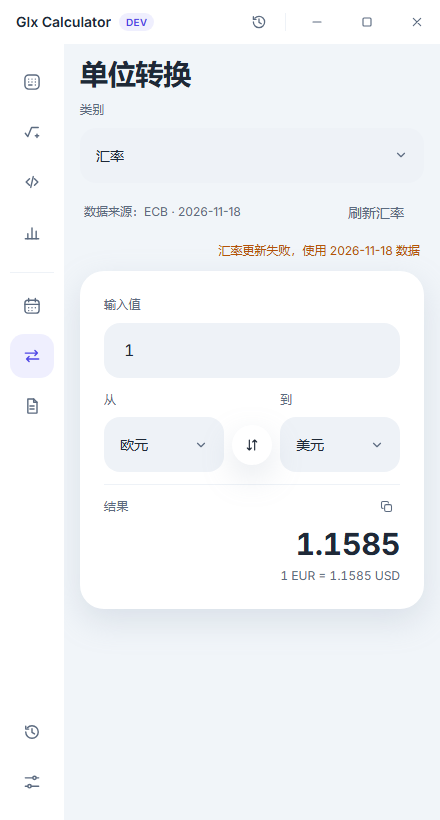 Glx Calculator DEV
单位转换
类别
汇率
数据来源：ECB · 2026-11-18 刷新汇率
汇率更新失败，使用 2026-11-18 数据
输入值
1
从 到
欧元 美元
结果
1.1585
1 EUR = 1.1585 USD